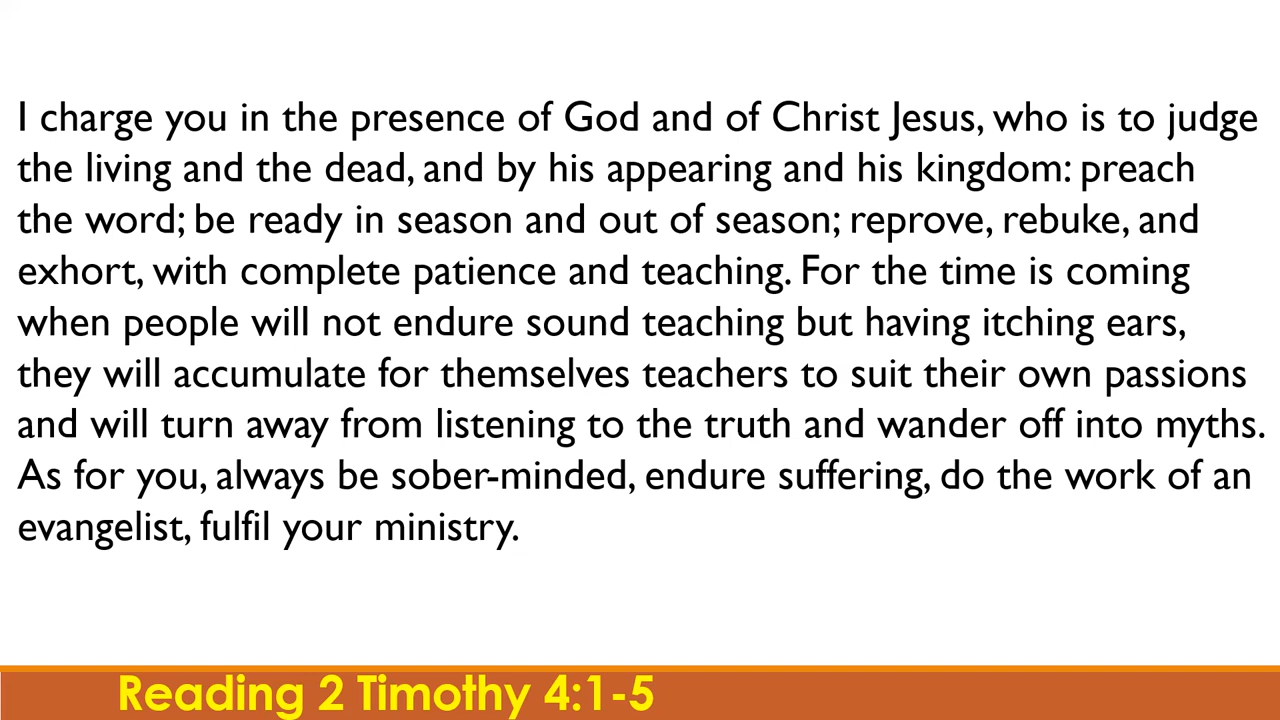 I charge you in the presence of God and of Christ Jesus, who is to judge
the living and the dead, and by his appearing and his kingdom: preach
the word; be ready in season and out of season; reprove, rebuke, and
exhort, with complete patience and teaching. For the time is coming
when people will not endure sound teaching but having itching ears,
they will accumulate for themselves teachers to suit their own passions
and will turn away from listening to the truth and wander off into myths.
As for you, always be sober-minded, endure suffering, do the work of an
evangelist, fulfil your ministry.
Reading 2 Timothy 4:1-5